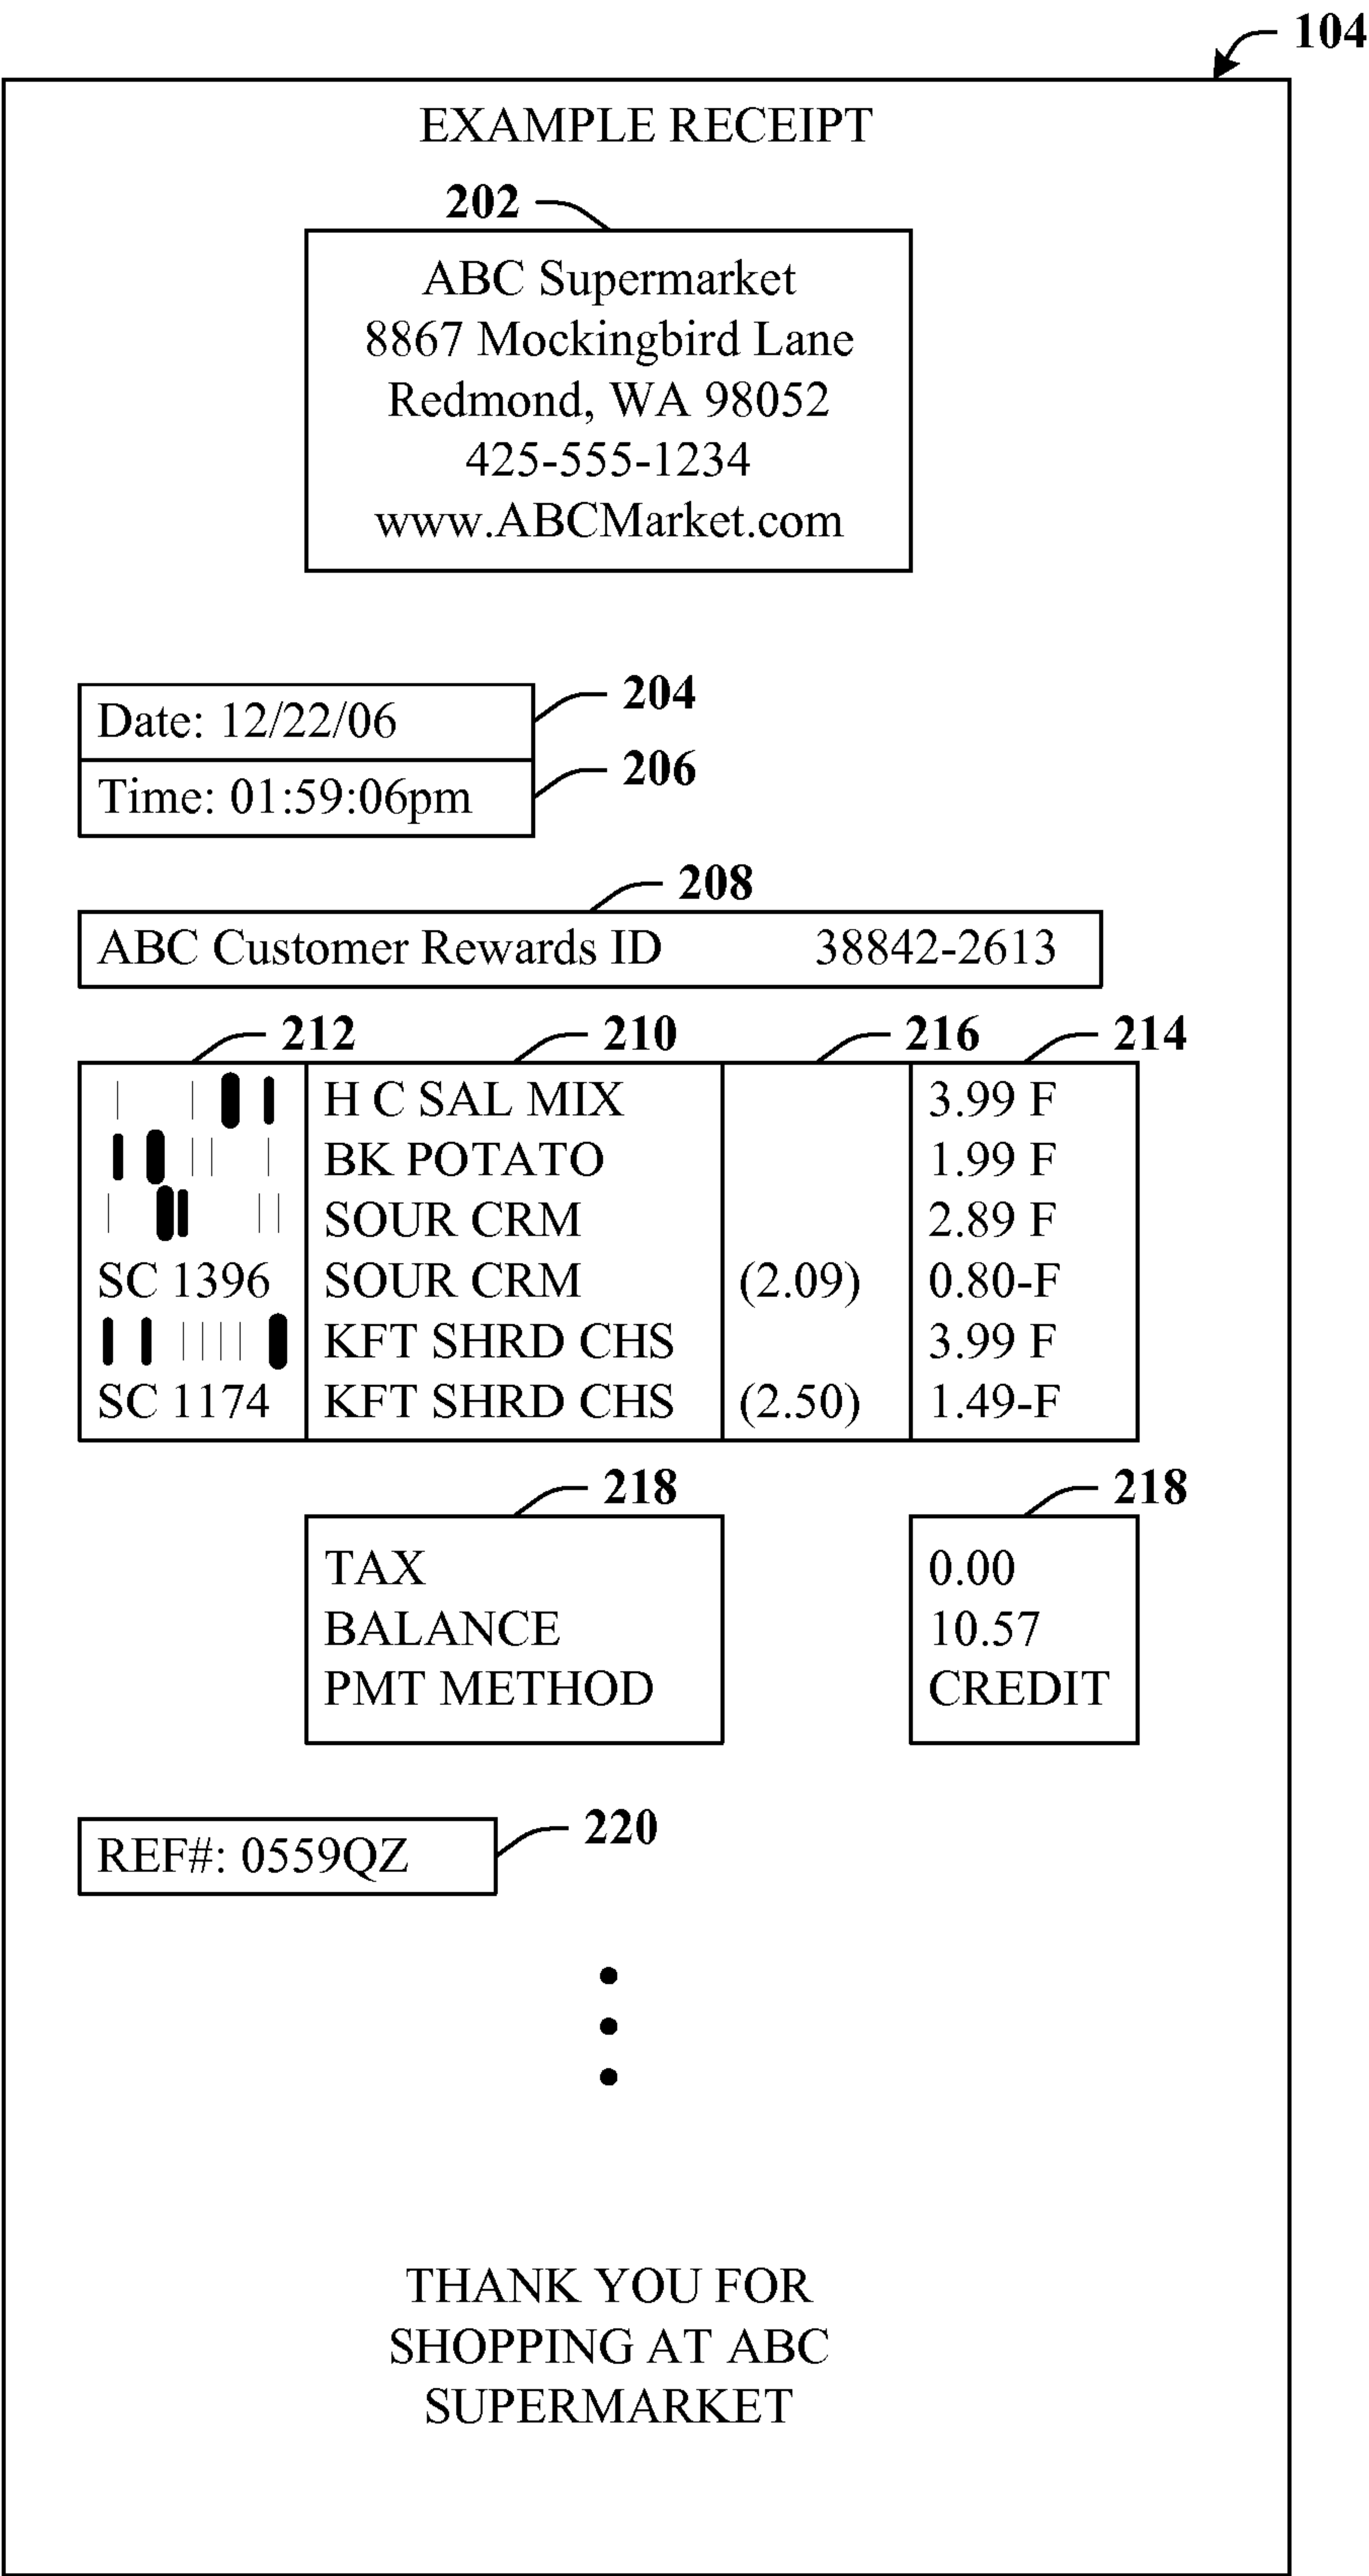 104
EXAMPLE RECEIPT
202
ABC Supermarket
8867 Mockingbird Lane
Redmond, WA 98052
425-555-1234
www.ABCMarket.com
204
Date: 12/22/06
206
Time: 01:59:06pm
208
ABC Customer Rewards ID 38842-2613
212 210 216 214
H C SAL MIX 3.99 F
BK POTATO 1.99 F
SOUR CRM 2.89 F
SC 1396 SOUR CRM (2.09) 0.80-F
KFT SHRD CHS 3.99 F
SC 1174 KFT SHRD CHS (2.50) 1.49-F
218 218
TAX 0.00
BALANCE 10.57
PMT METHOD CREDIT
220
REF#: 0559QZ
THANK YOU FOR
SHOPPING AT ABC
SUPERMARKET